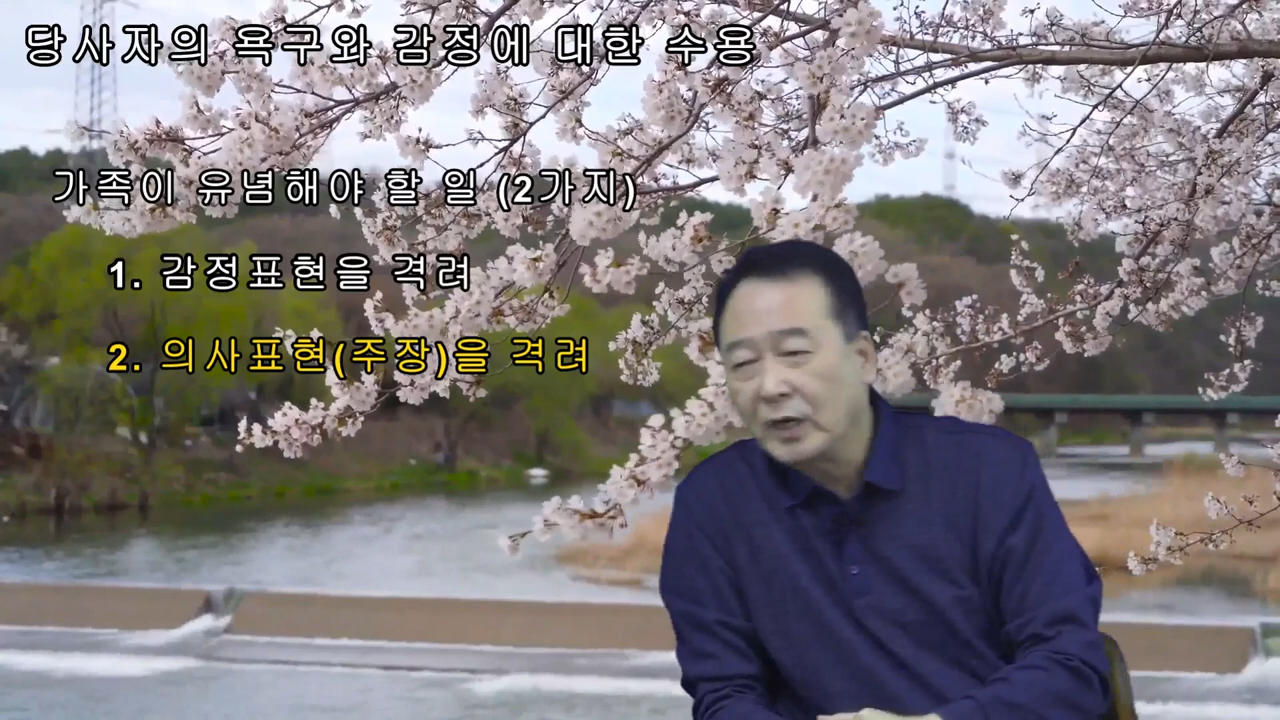 당사자의 욕구와 감정에 대한 수용
가족이 유념해야 할 일 (2가지)
1. 감정표현을 격려
2. 의사표현(주장)을 격려